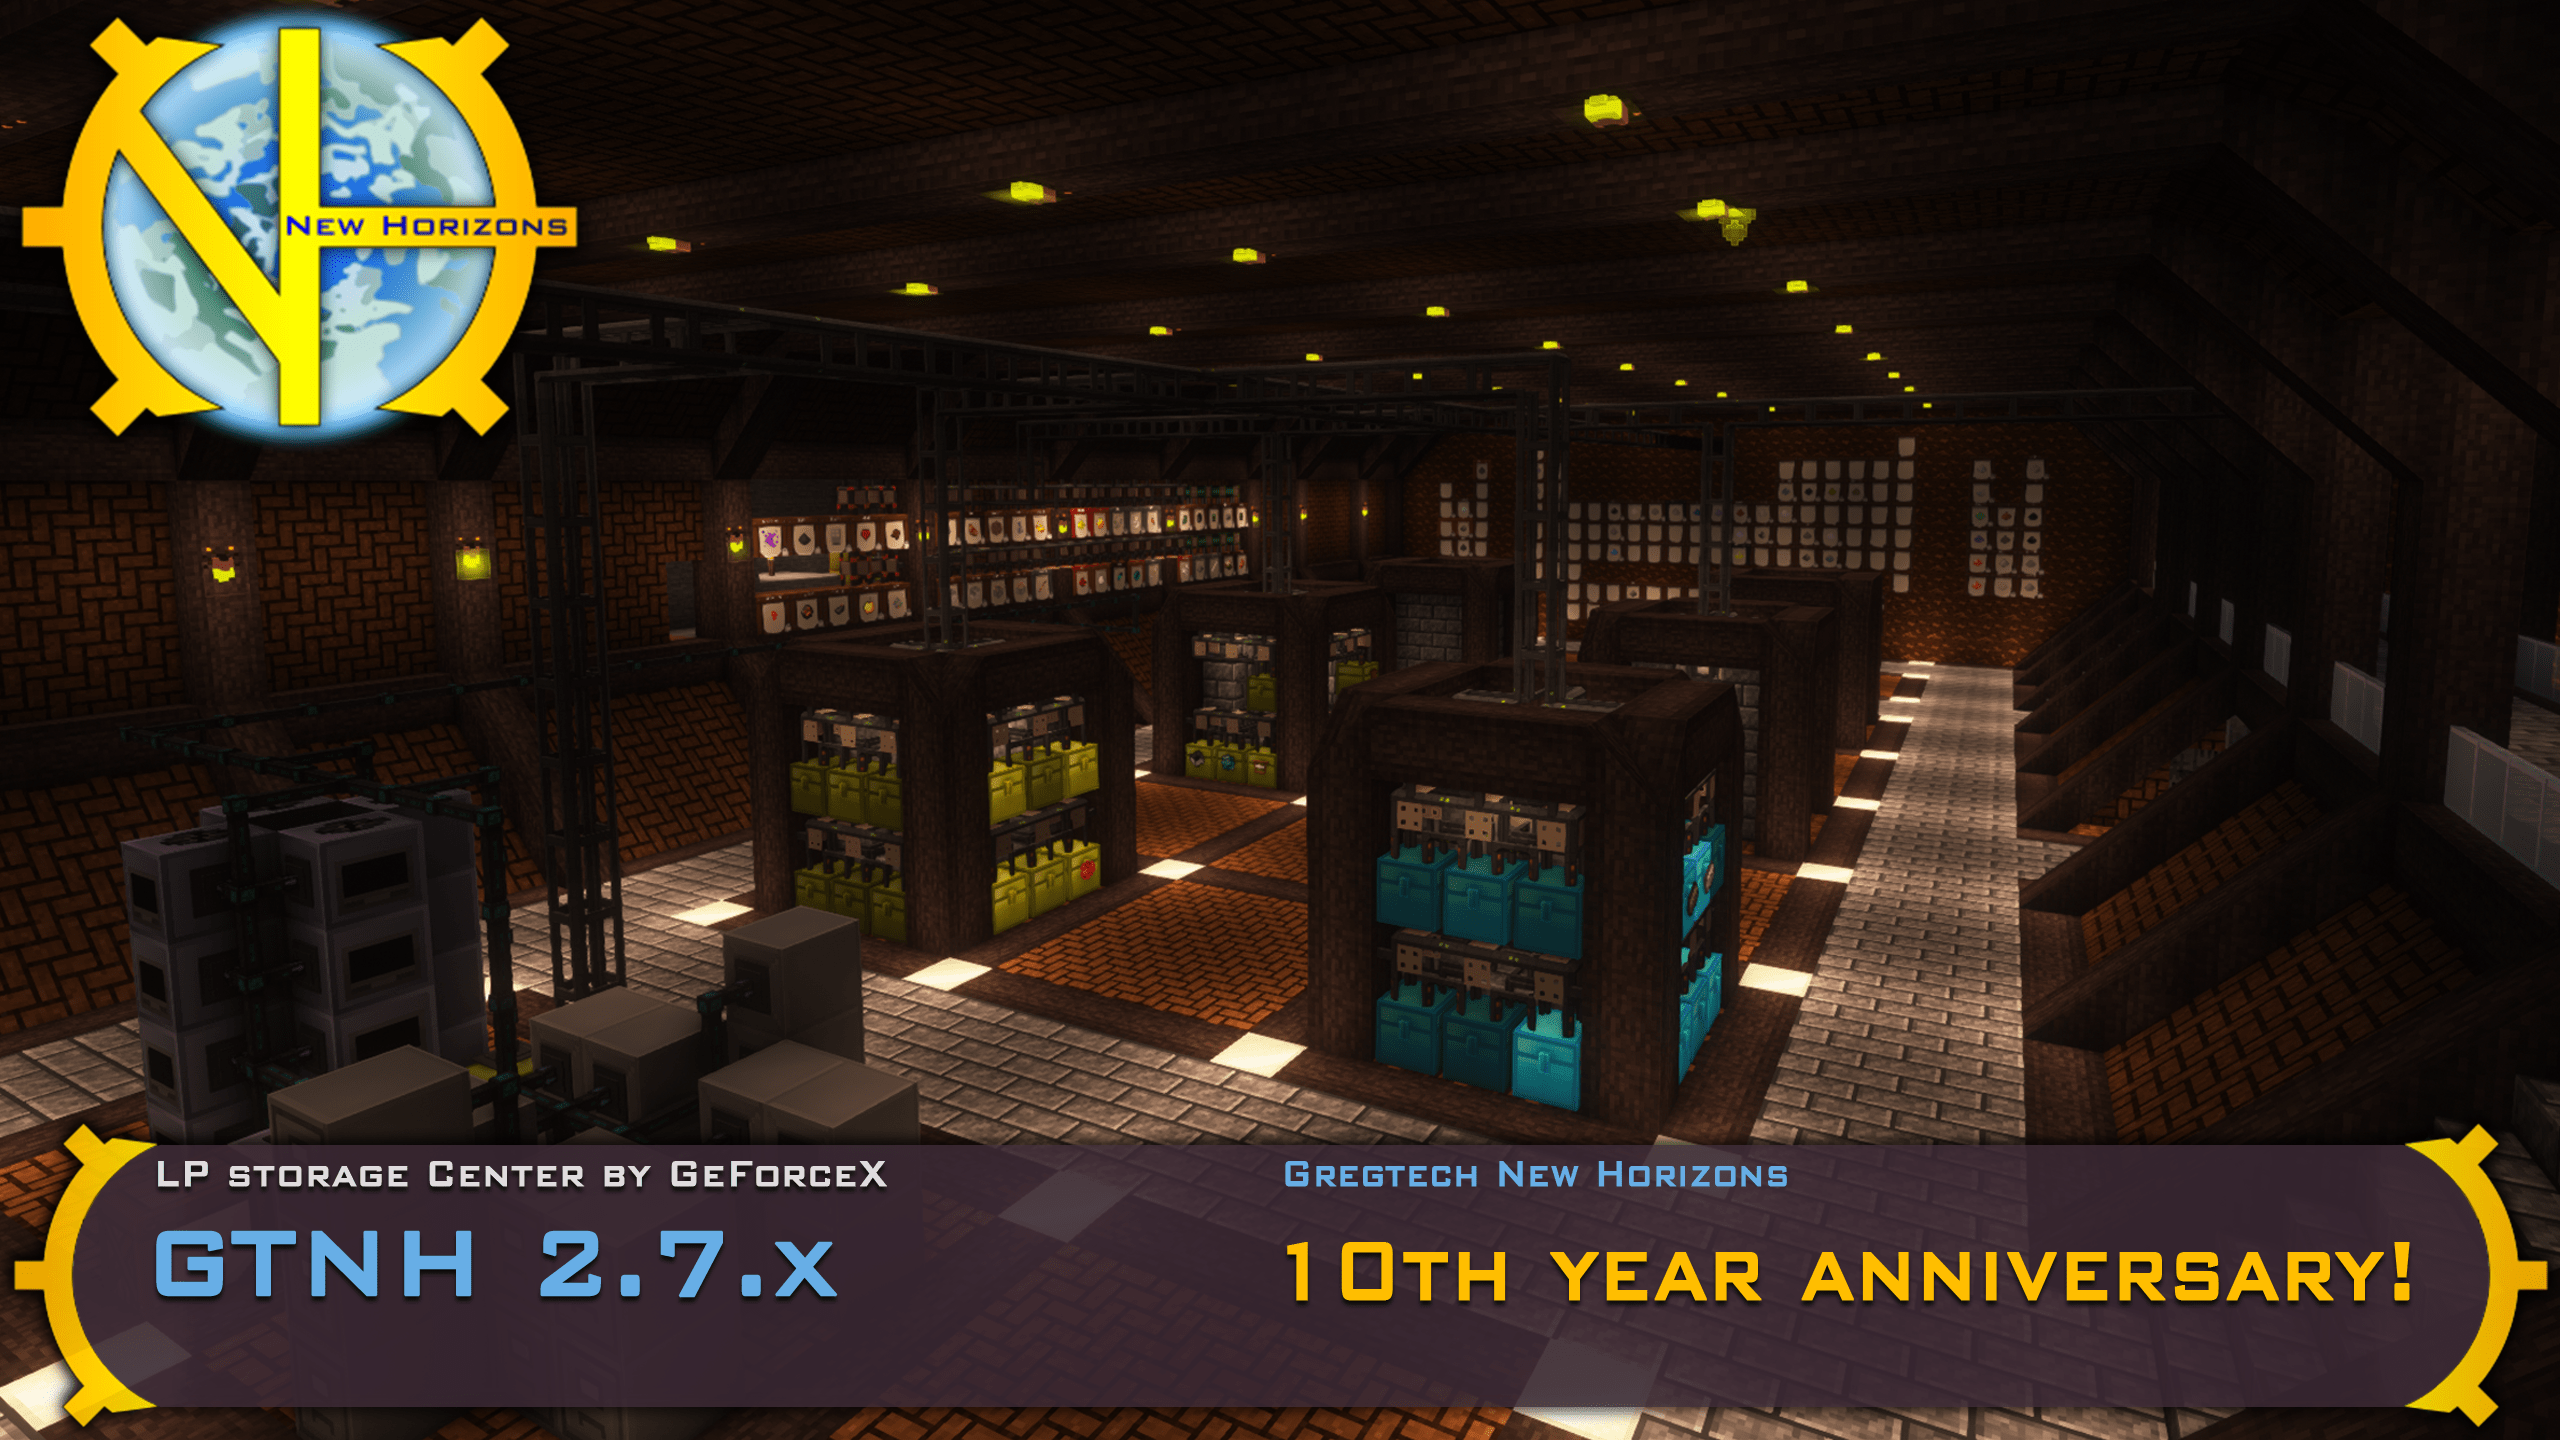 New Horizons
LP storage Center by GeForceX
GTNH 2.7.x
Gregtech New Horizons
10th year anniversary!